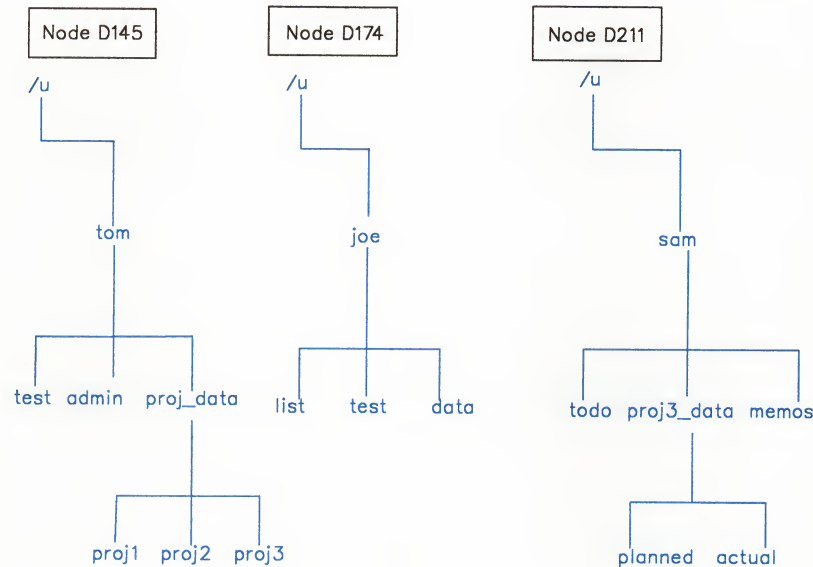 Node D145 Node D174 Node D211
/u /u /u
tom joe sam
test admin proj_data list test data todo proj3_data memos
proj1 proj2 proj3 planned actual